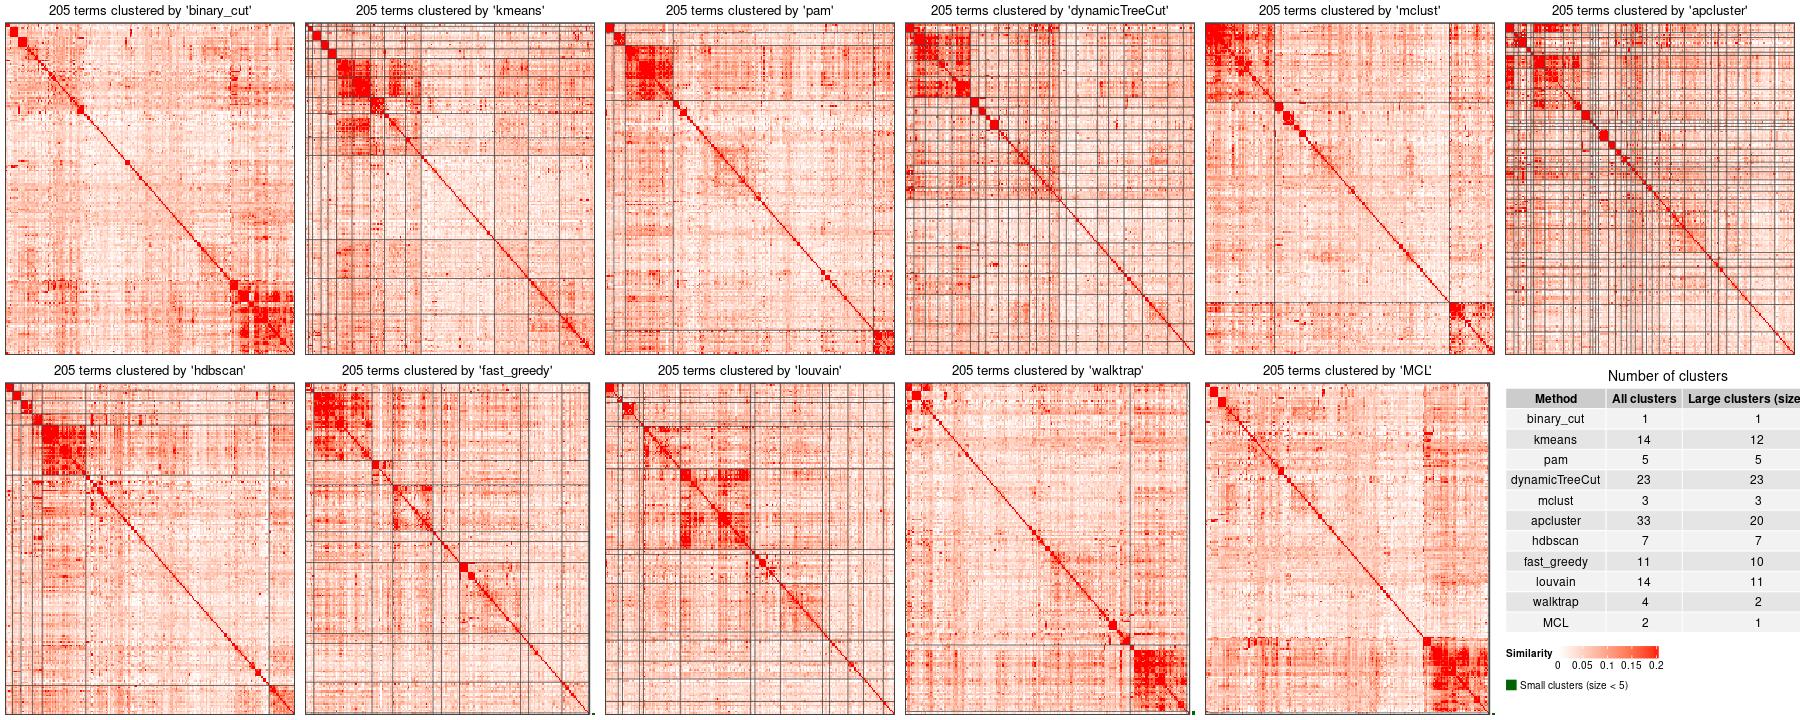 205 terms clustered by 'binary_cut'
205 terms clustered by 'kmeans'
205 terms clustered by 'pam'
205 terms clustered by 'dynamicTreeCut'
205 terms clustered by 'mclust'
205 terms clustered by 'apcluster'
205 terms clustered by 'hdbscan'
205 terms clustered by 'fast_greedy'
205 terms clustered by 'louvain'
205 terms clustered by 'walktrap'
205 terms clustered by 'MCL'
Number of clusters
Method All clusters Large clusters (size
binary_cut 1 1
kmeans 14 12
pam 5 5
dynamicTreeCut 23 23
mclust 3 3
apcluster 33 20
hdbscan 7 7
fast_greedy 11 10
louvain 14 11
walktrap 4 2
MCL 2 1
Similarity
0 0.05 0.1 0.15 0.2
Small clusters (size < 5)